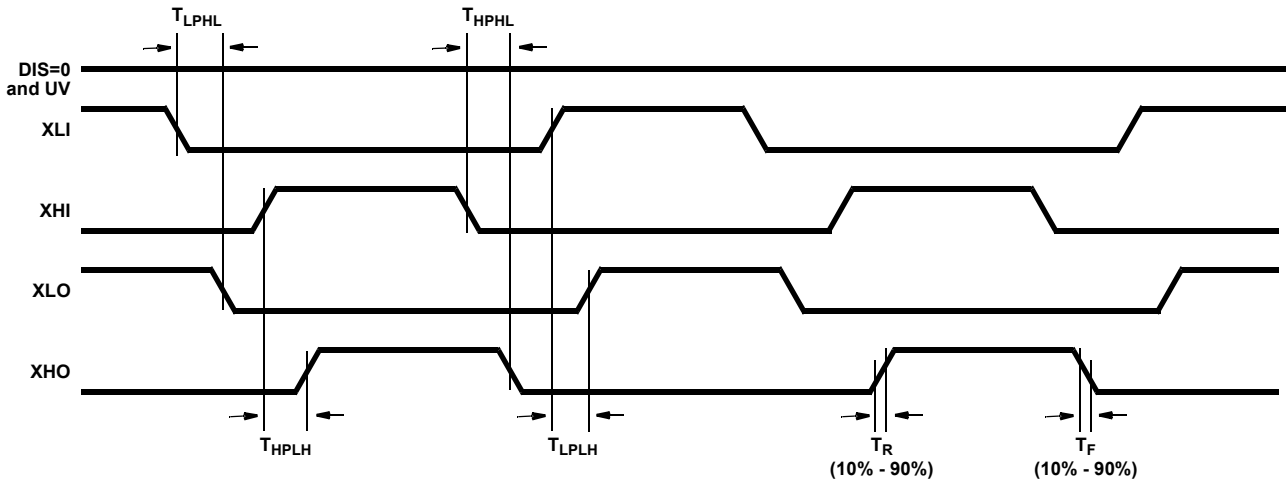 TLPHL
THPHL
DIS=0
and UV
XLI
XHI
XLO
XHO
THPLH
TLPLH
TR
(10% - 90%)
TF
(10% - 90%)